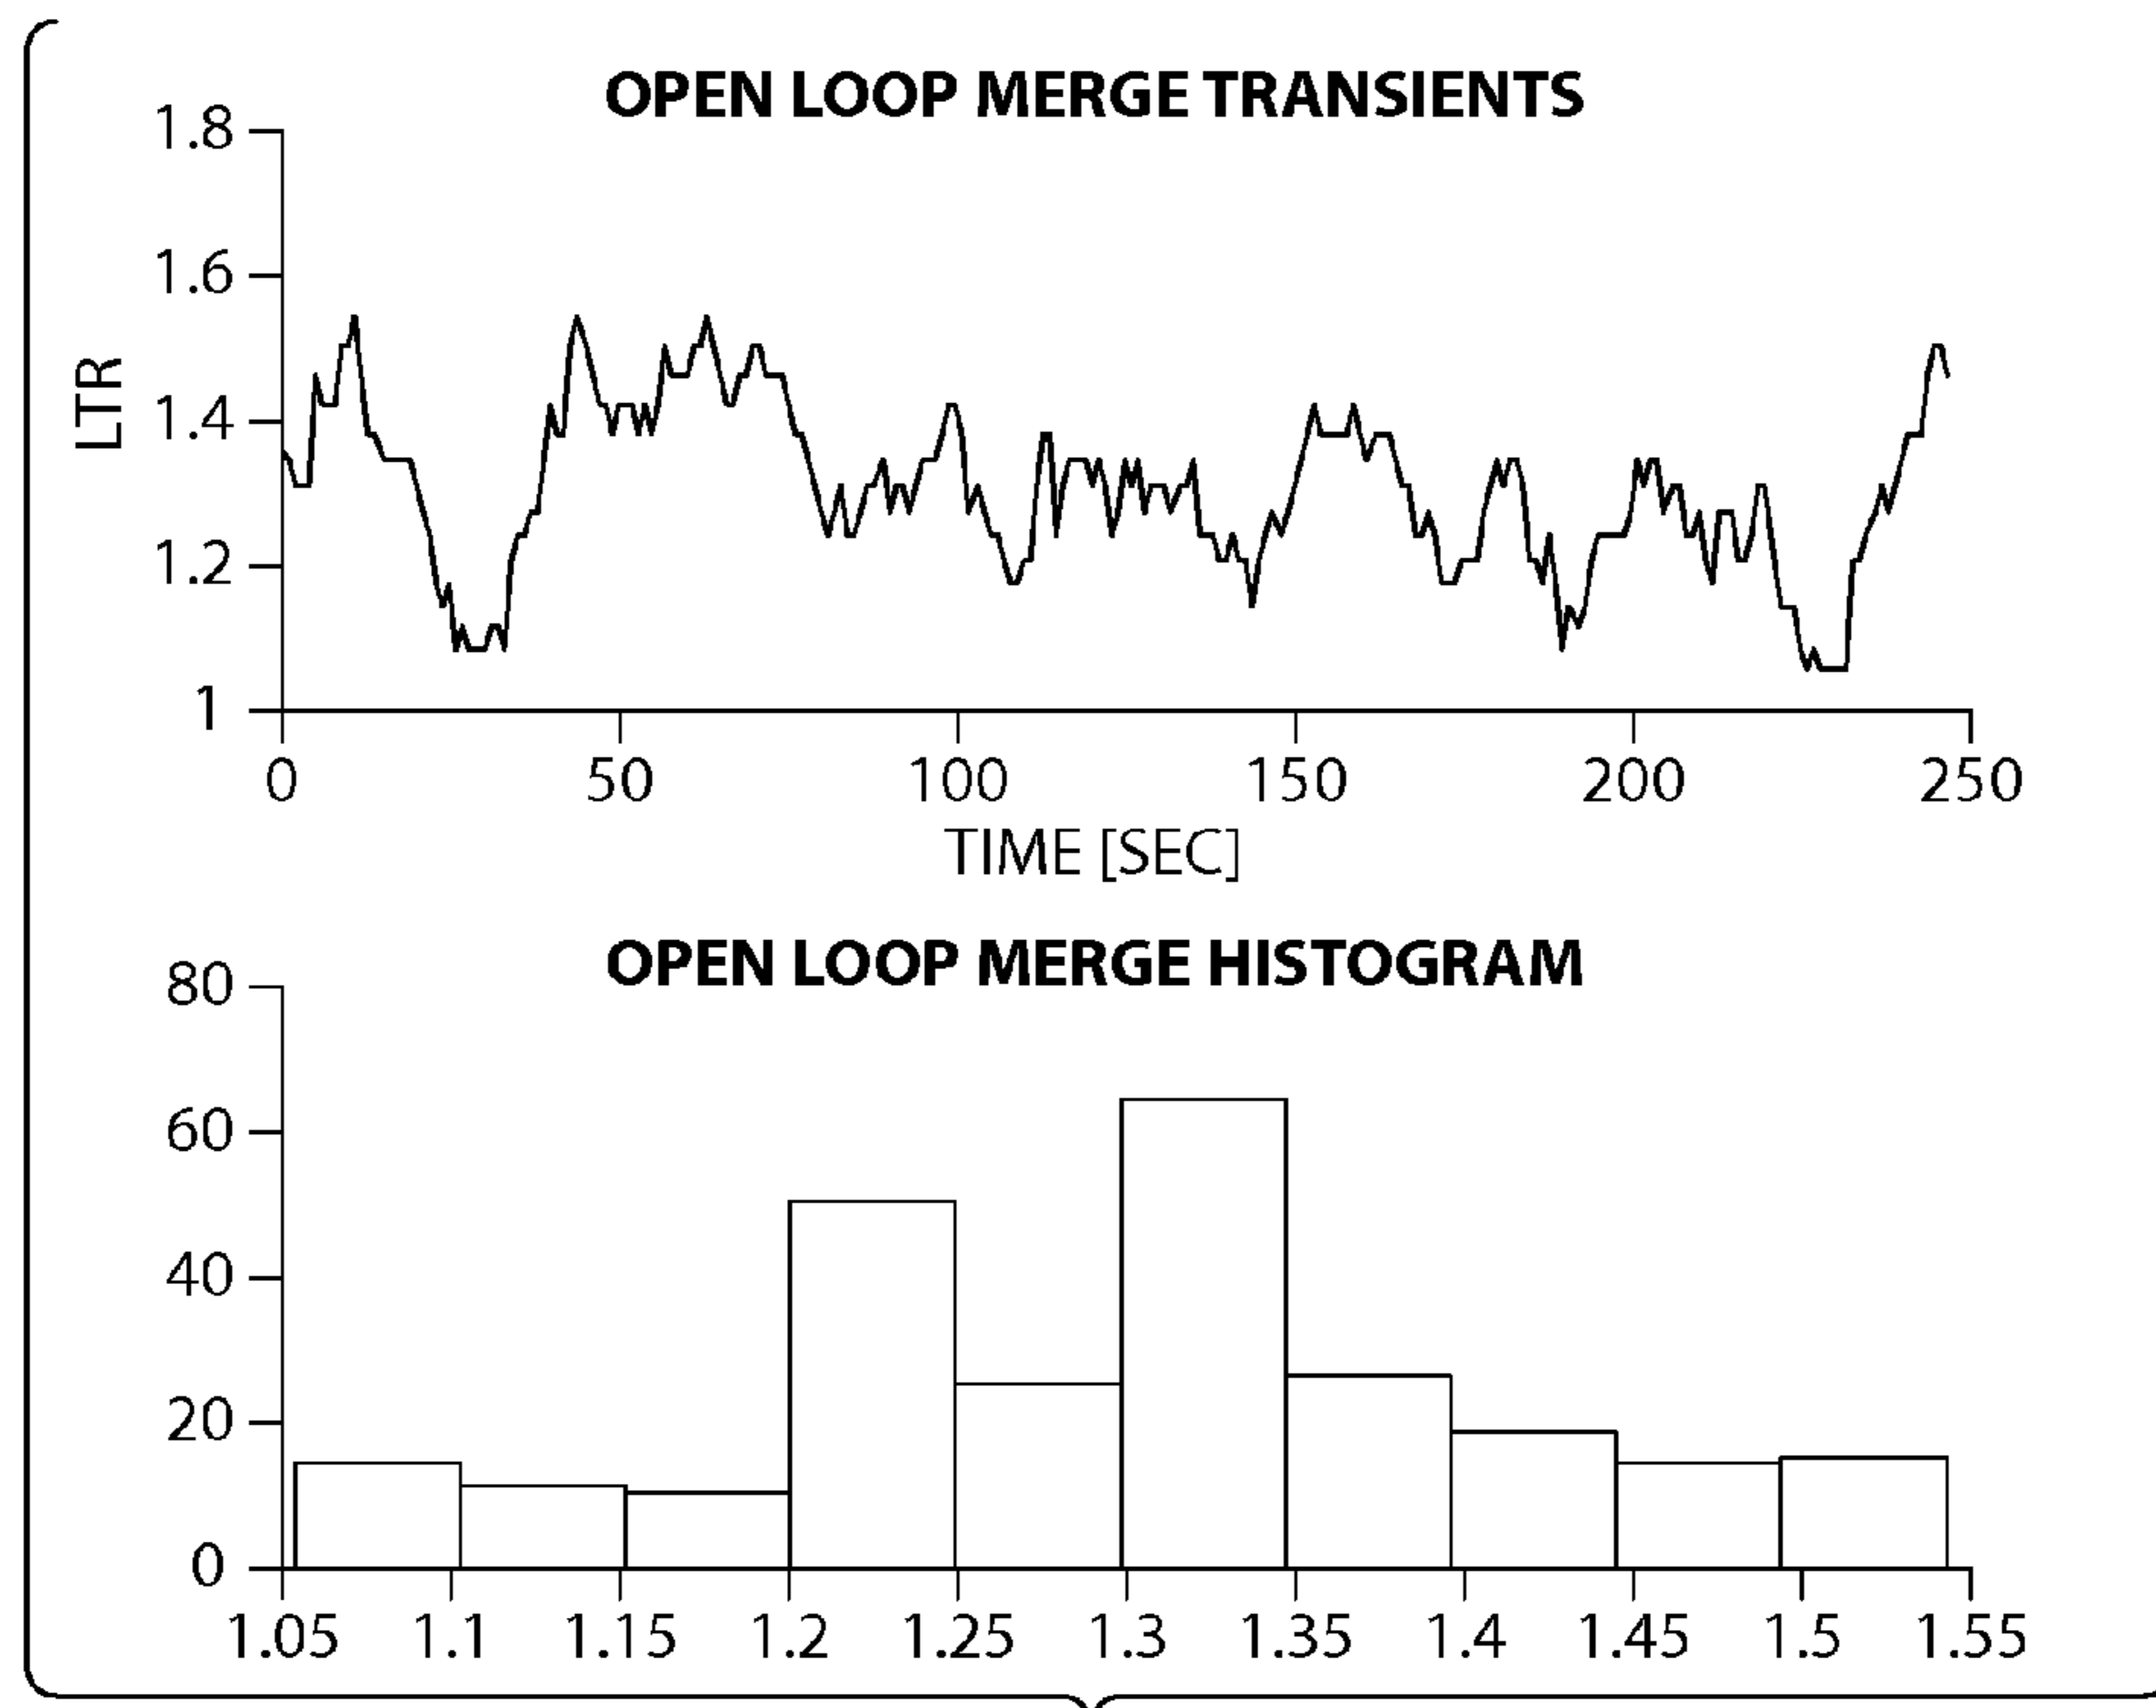 OPEN LOOP MERGE TRANSIENTS
1.8
1.6
1.4
1.2
1
LTR
0 50 100 150 200 250
TIME [SEC]
OPEN LOOP MERGE HISTOGRAM
80
60
40
20
0
1.05 1.1 1.15 1.2 1.25 1.3 1.35 1.4 1.45 1.5 1.55